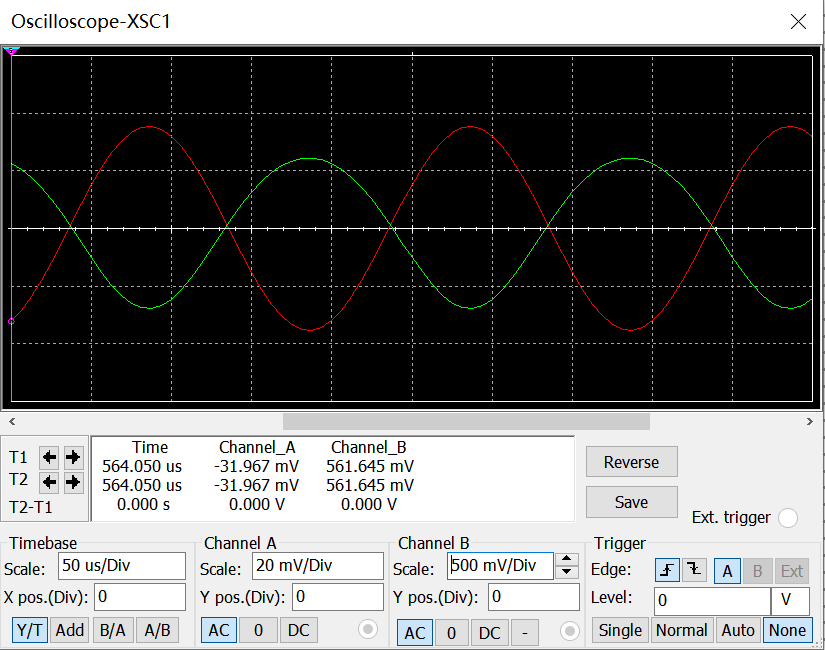 Oscilloscope-XSC1
Time Channel_A Channel_B
T1 564.050 us -31.967 mV 561.645 mV
T2 564.050 us -31.967 mV 561.645 mV
T2-T1 0.000 s 0.000 V 0.000 V
Reverse
Save
Ext. trigger
Timebase
Scale: 50 us/Div
X pos.(Div): 0
Y/T Add B/A A/B
Channel A
Scale: 20 mV/Div
Y pos.(Div): 0
AC 0 DC
Channel B
Scale: 500 mV/Div
Y pos.(Div): 0
AC 0 DC -
Trigger
Edge: A B Ext
Level: 0 V
Single Normal Auto None